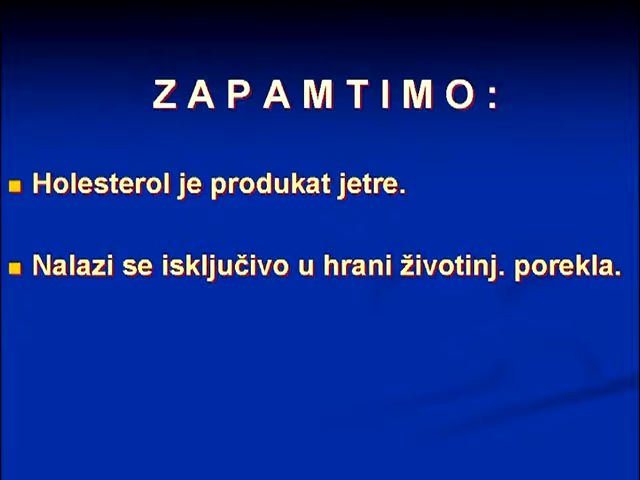 Z A P A M T I M O :
Holesterol je produkat jetre.
Nalazi se isključivo u hrani životinj. porekla.